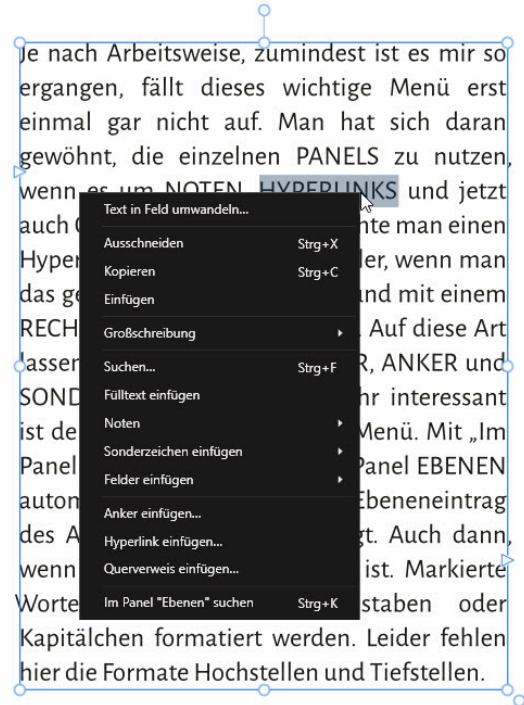 Je nach Arbeitsweise, zumindest ist es mir so
ergangen, fällt dieses wichtige Menü erst
einmal gar nicht auf. Man hat sich daran
gewöhnt, die einzelnen PANELS zu nutzen,
wenn es um NOTEN, HYPERLINKS und jetzt
auch
nte man einen
Hyper
ler, wenn man
das ge
und mit einem
RECH
Auf diese Art
lassen
R, ANKER und
SOND
hr interessant
ist de
Menü. Mit „Im
Panel
Panel EBENEN
autom
Ebeneneintrag
des A
gt. Auch dann,
wenn
ist. Markierte
Worte
staben oder
Kapitälchen formatiert werden. Leider fehlen
hier die Formate Hochstellen und Tiefstellen.
Text in Feld umwandeln...
Ausschneiden Strg+X
Kopieren Strg+C
Einfügen
Großschreibung
Suchen... Strg+F
Fülltext einfügen
Noten
Sonderzeichen einfügen
Felder einfügen
Anker einfügen...
Hyperlink einfügen...
Querverweis einfügen...
Im Panel "Ebenen" suchen Strg+K